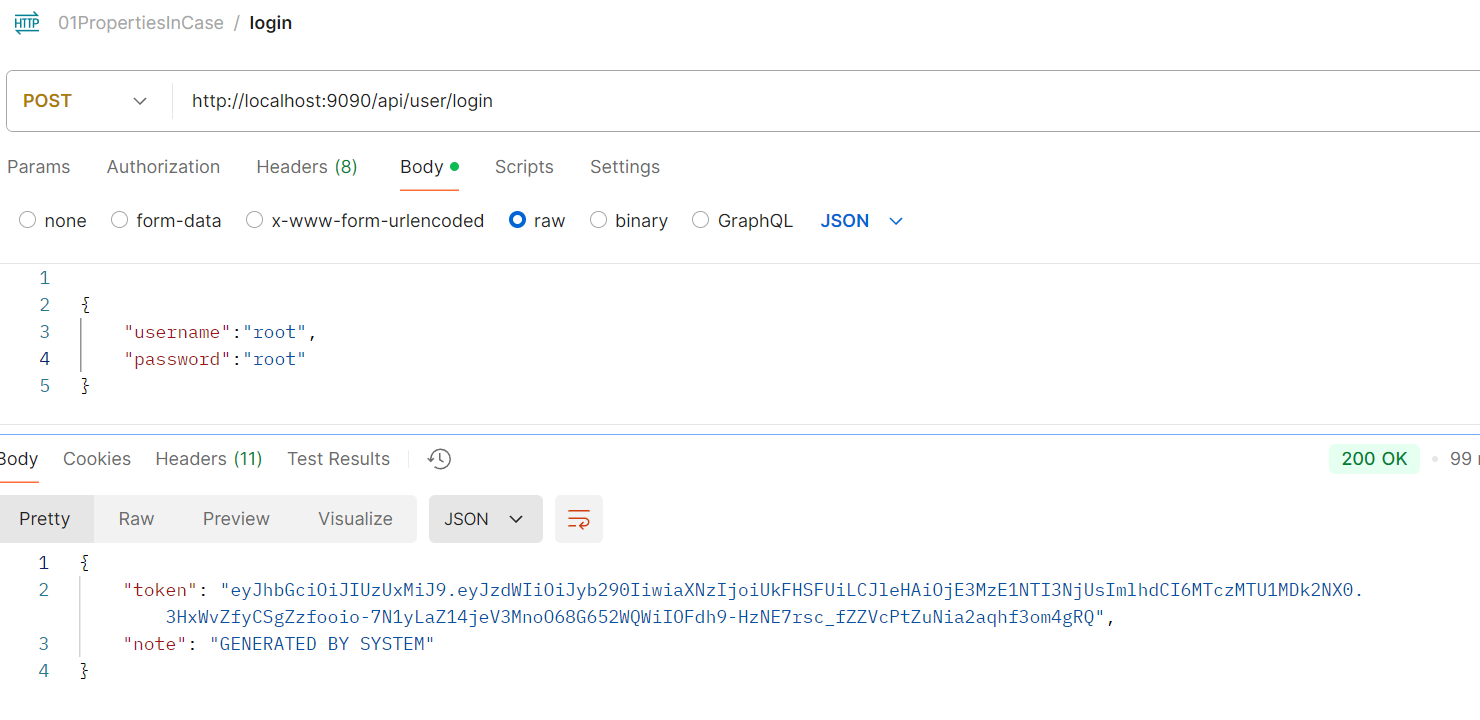 HTTP 01PropertiesInCase / login
POST http://localhost:9090/api/user/login
Params Authorization Headers (8) Body Scripts Settings
none form-data x-www-form-urlencoded raw binary GraphQL JSON
1
2 {
3 "username":"root",
4 "password":"root"
5 }
Body Cookies Headers (11) Test Results 200 OK 99
Pretty Raw Preview Visualize JSON
1 {
2 "token": "eyJhbGciOiJIUzUxMiJ9.eyJzdWIiOiJyb290IiwiaXNzIjoiUkFHSFUiLCJleHAiOjE3MzE1NTI3NjUsImlhdCI6MTczMTU1MDk2NX0.
3HxWvZfyCSgZzfooio-7N1yLaZ14jeV3MnoO68G652WQWiIOFdh9-HzNE7rsc_fZZVcPtZuNia2aqhf3om4gRQ",
3 "note": "GENERATED BY SYSTEM"
4 }